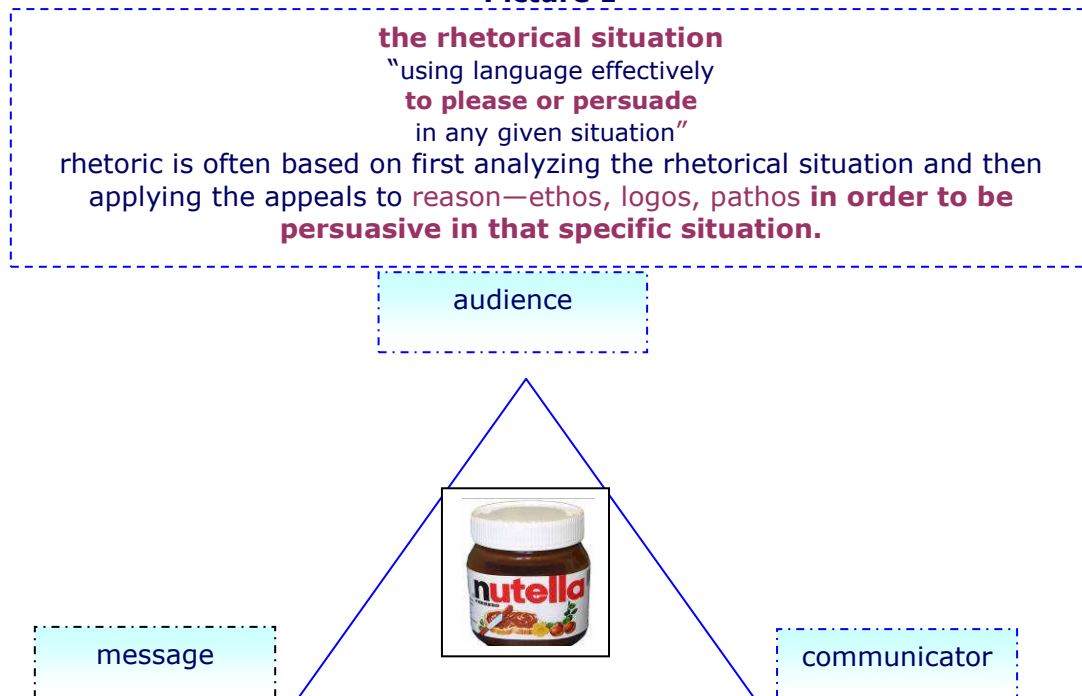 the rhetorical situation
“using language effectively
to please or persuade
in any given situation”
rhetoric is often based on first analyzing the rhetorical situation and then
applying the appeals to reason—ethos, logos, pathos in order to be
persuasive in that specific situation.
audience
nutella
message
communicator